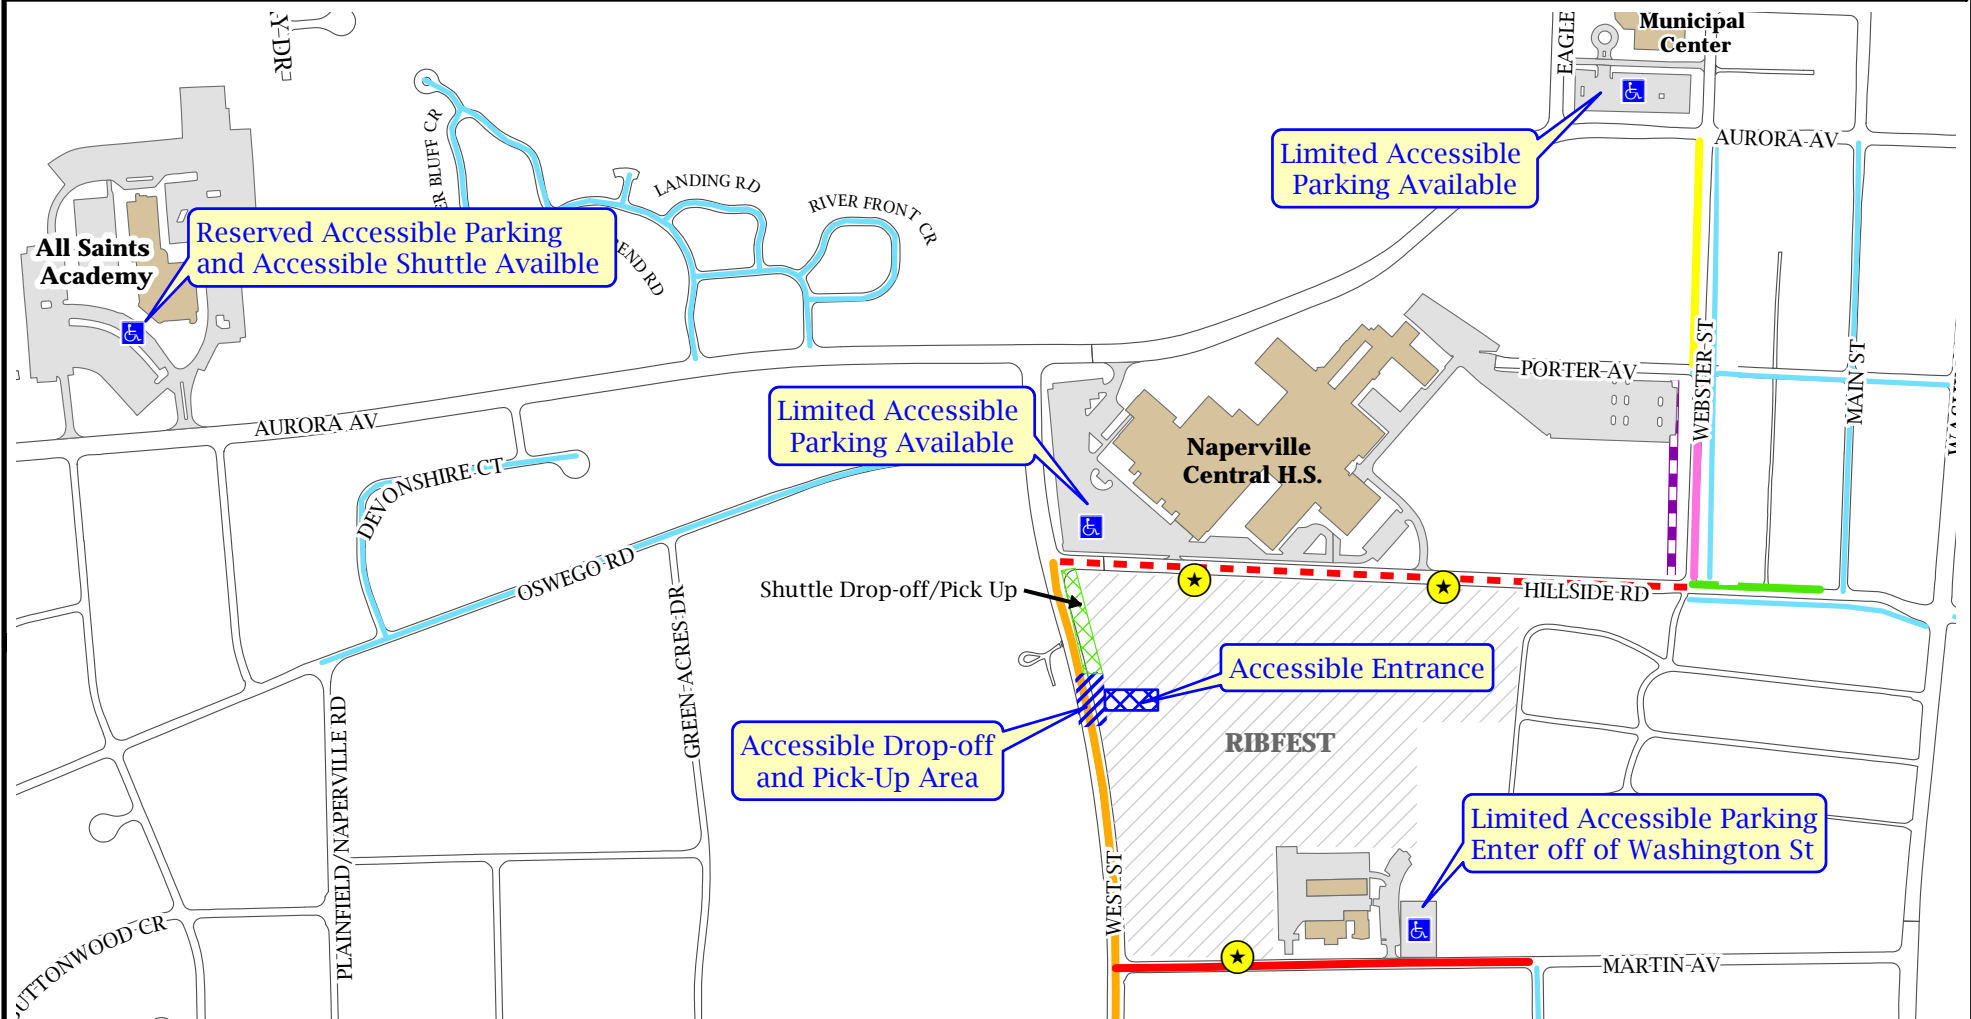 Y DR
EAGLE
Municipal
Center
AURORA AV
Limited Accessible
Parking Available
ER BLUFF CR
LANDING RD
RIVER FRONT CR
END RD
All Saints
Academy
Reserved Accessible Parking
and Accessible Shuttle Availble
WEBSTER ST
PORTER AV
MAIN ST
WASH
AURORA AV
Limited Accessible
Parking Available
Naperville
Central H.S.
DEVONSHIRE CT
OSWEGO RD
Shuttle Drop-off/Pick Up
HILLSIDE RD
GREEN ACRES DR
Accessible Entrance
PLAINFIELD/NAPERVILLE RD
Accessible Drop-off
and Pick-Up Area
RIBFEST
Limited Accessible Parking
Enter off of Washington St
WEST ST
UTTONWOOD CR
MARTIN AV